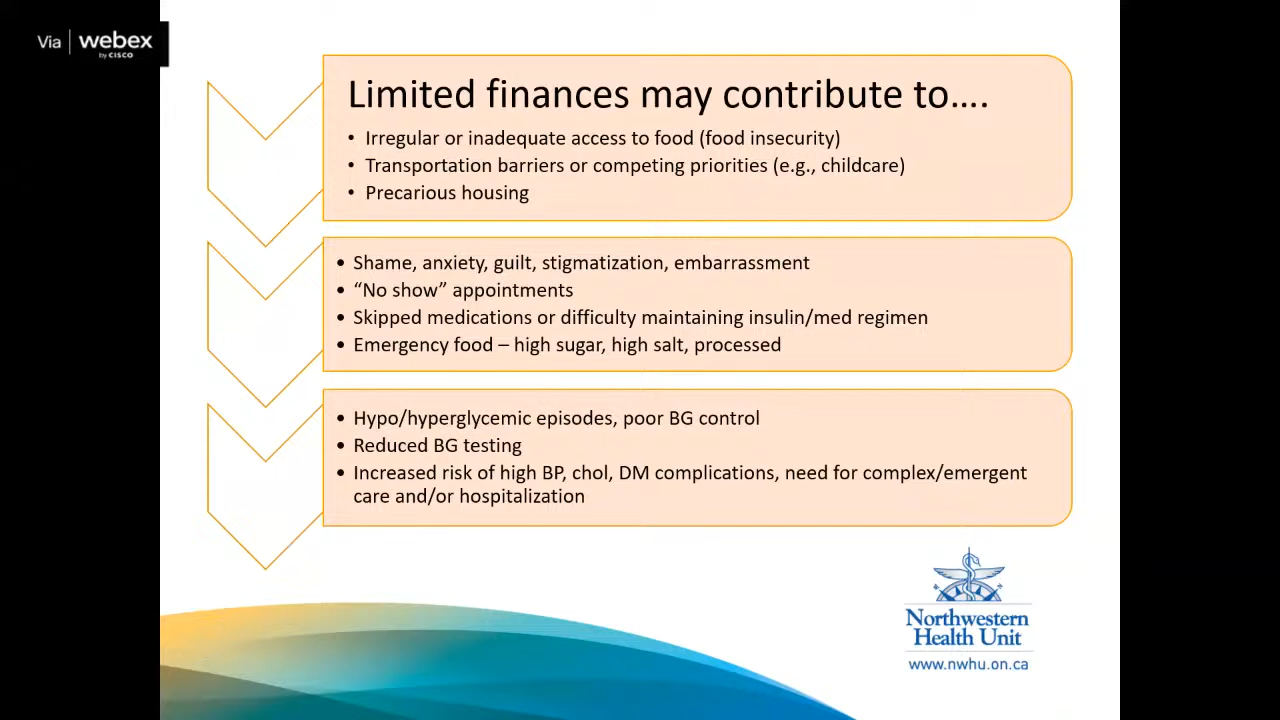 Via webex
by CISCO
Limited finances may contribute to….
• Irregular or inadequate access to food (food insecurity)
• Transportation barriers or competing priorities (e.g., childcare)
• Precarious housing
• Shame, anxiety, guilt, stigmatization, embarrassment
• “No show” appointments
• Skipped medications or difficulty maintaining insulin/med regimen
• Emergency food – high sugar, high salt, processed
• Hypo/hyperglycemic episodes, poor BG control
• Reduced BG testing
• Increased risk of high BP, chol, DM complications, need for complex/emergent
care and/or hospitalization
Northwestern
Health Unit
www.nwhu.on.ca